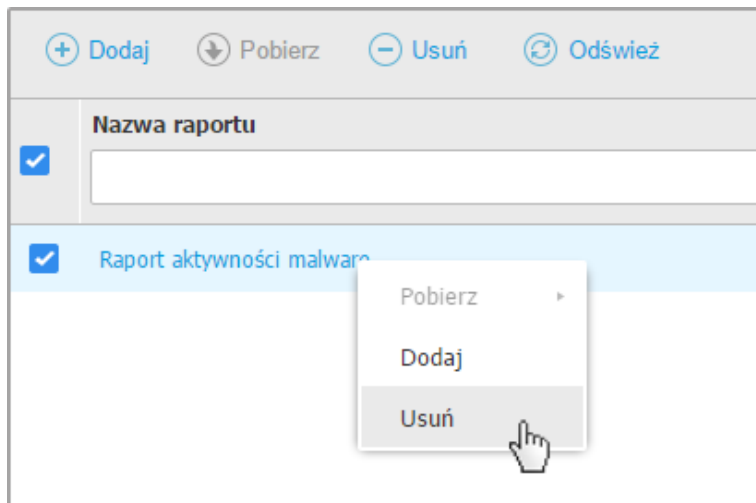 Dodaj Pobierz Usuń Odśwież
Nazwa raportu
Raport aktywności malware
Pobierz
Dodaj
Usuń